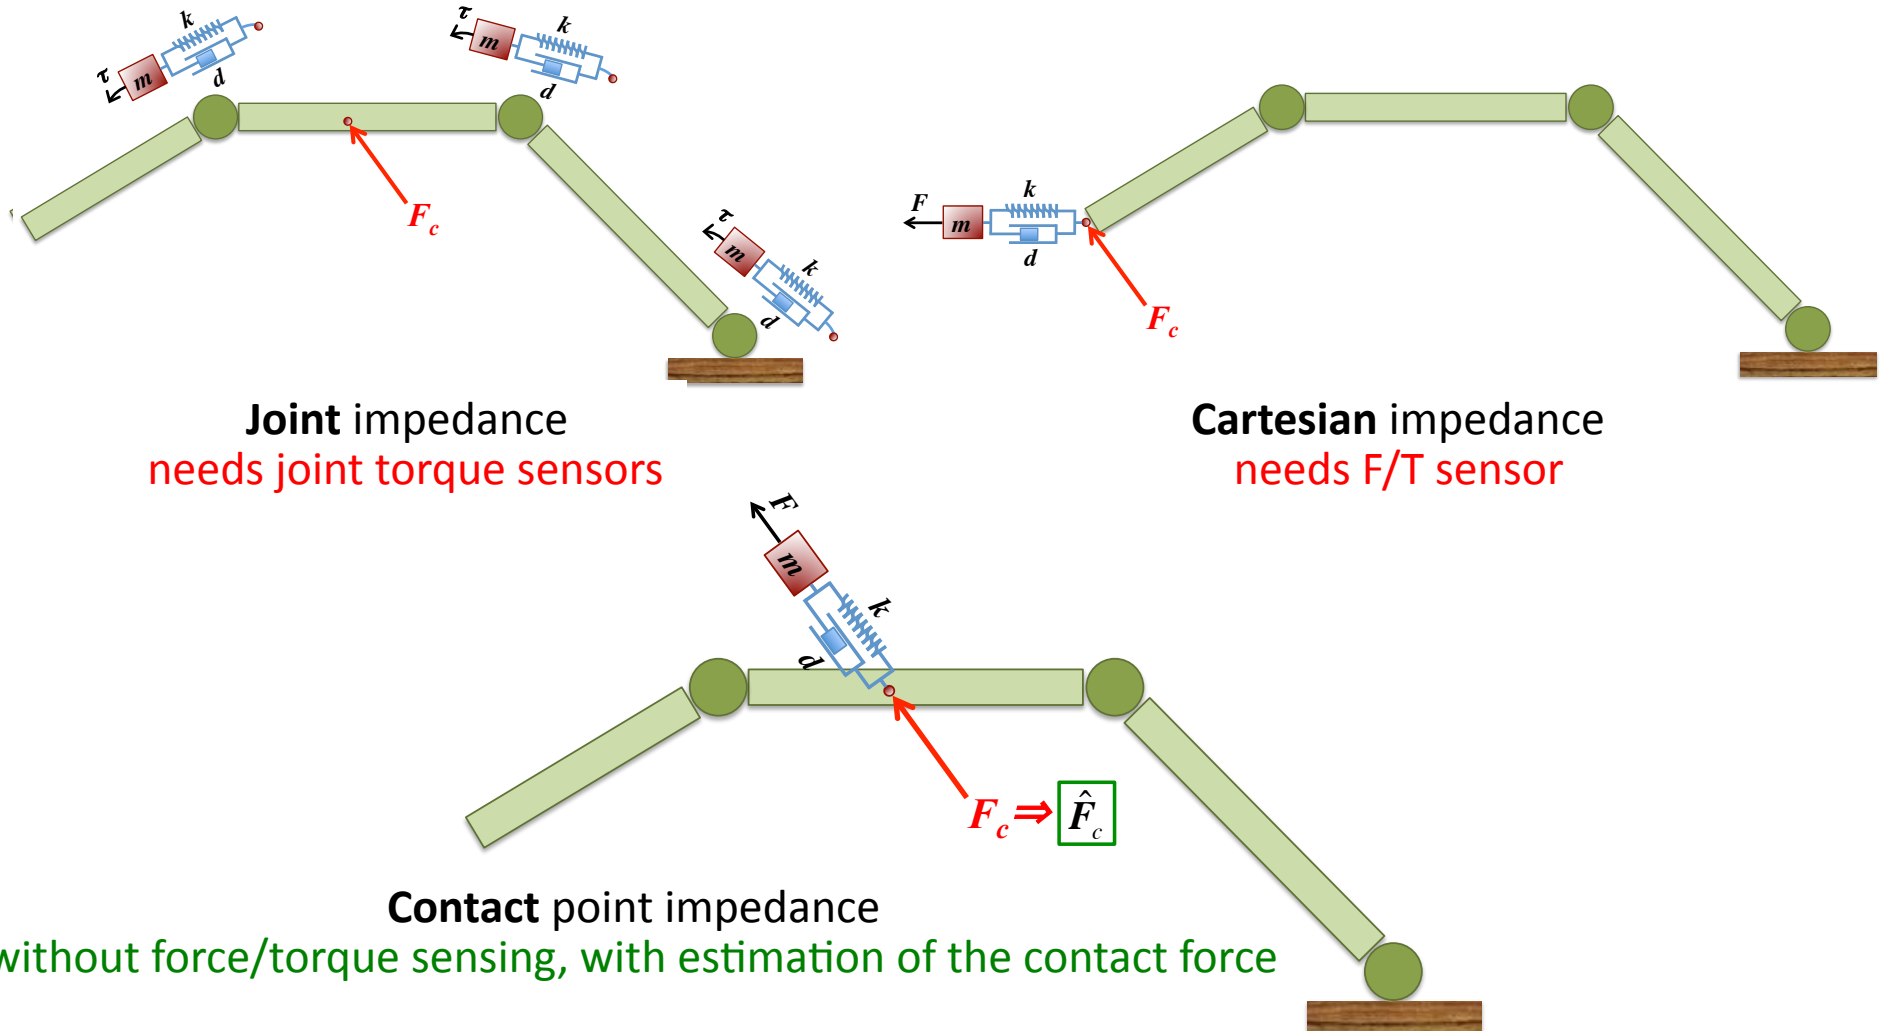 τ m k d
τ m k d
F_c
τ m k d
Joint impedance
needs joint torque sensors
F m k d
F_c
Cartesian impedance
needs F/T sensor
F m k d
F_c ⇒ F̂_c
Contact point impedance
without force/torque sensing, with estimation of the contact force